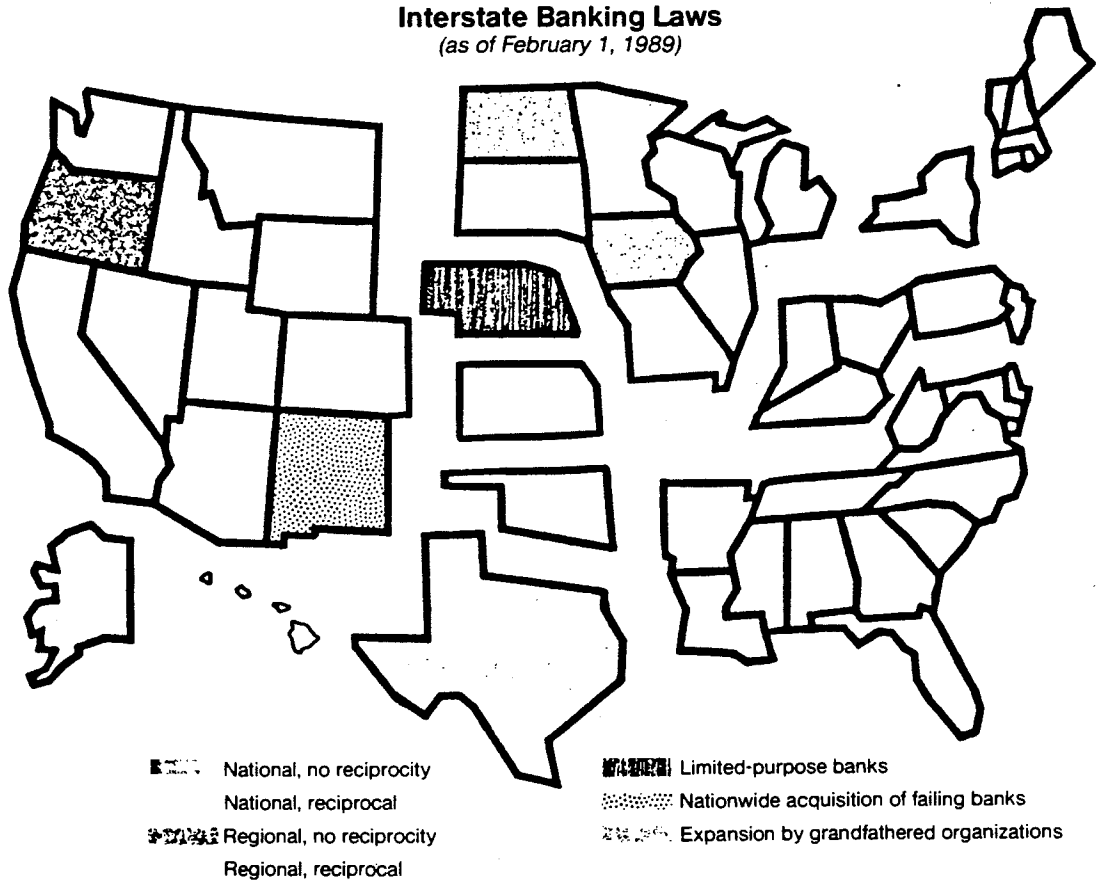 Interstate Banking Laws
(as of February 1, 1989)
National, no reciprocity
National, reciprocal
Regional, no reciprocity
Regional, reciprocal
Limited-purpose banks
Nationwide acquisition of failing banks
Expansion by grandfathered organizations